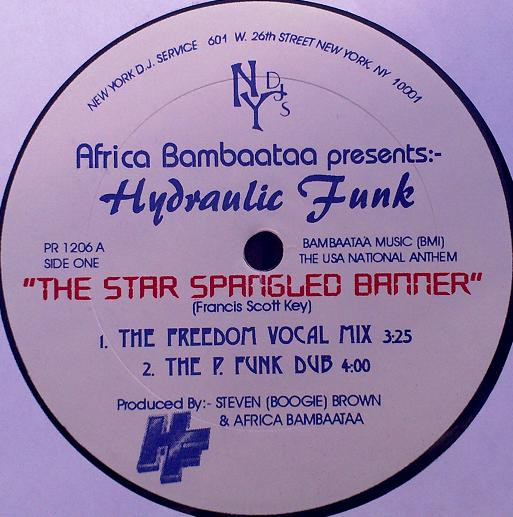 NEW YORK D.J. SERVICE 601 W. 26th STREET NEW YORK, NY 10001
NY DJ's
Africa Bambaataa presents:-
Hydraulic Funk
PR 1206 A
SIDE ONE
BAMBAATAA MUSIC (BMI)
THE USA NATIONAL ANTHEM
"THE STAR SPANGLED BANNER"
(Francis Scott Key)
1. THE FREEDOM VOCAL MIX 3:25
2. THE P. FUNK DUB 4:00
Produced By:- STEVEN (BOOGIE) BROWN
& AFRICA BAMBAATAA
HF